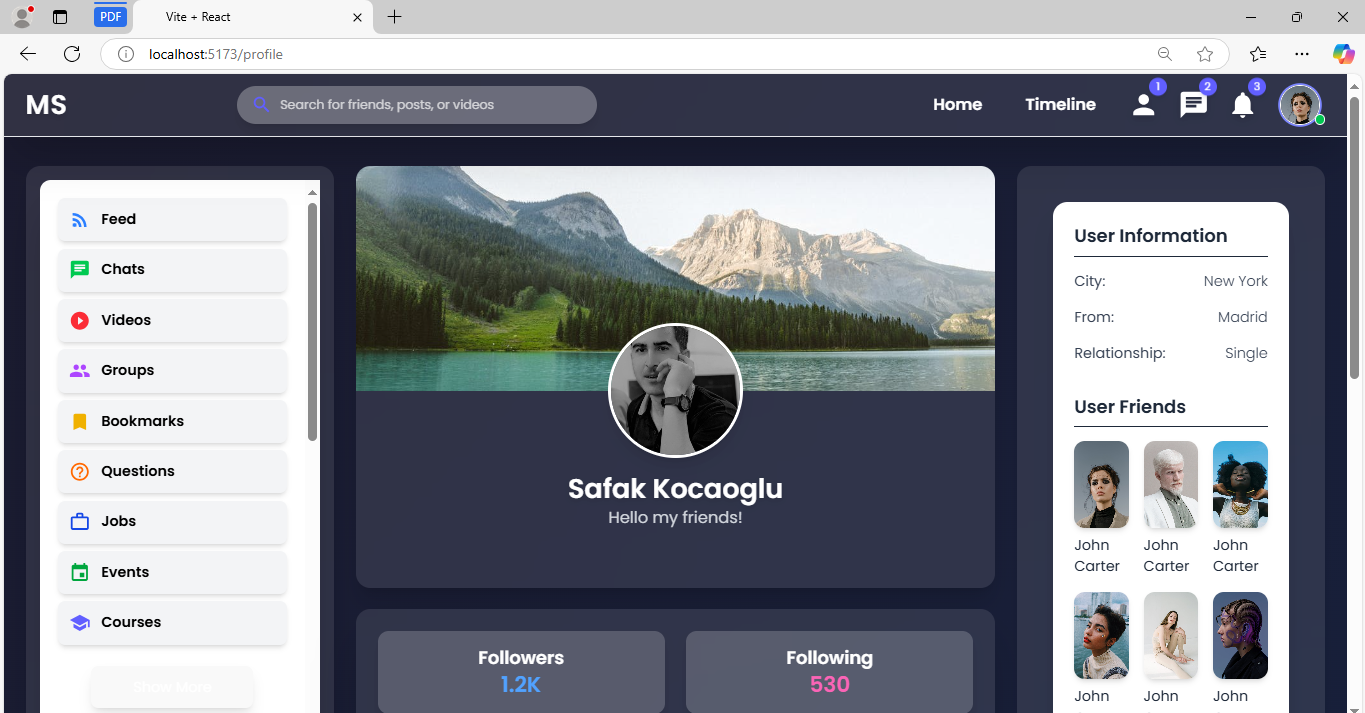 PDF
Vite + React
localhost:5173/profile
MS
Search for friends, posts, or videos
Home
Timeline
1
2
3
Feed
Chats
Videos
Groups
Bookmarks
Questions
Jobs
Events
Courses
Show More
Safak Kocaoglu
Hello my friends!
Followers
1.2K
Following
530
User Information
City: New York
From: Madrid
Relationship: Single
User Friends
John Carter
John Carter
John Carter
John
John
John